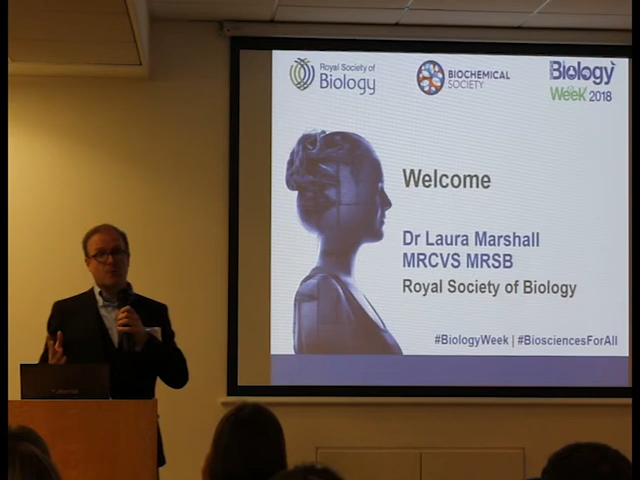 Royal Society of
Biology
BIOCHEMICAL
SOCIETY
Biology
Week 2018
Welcome
Dr Laura Marshall
MRCVS MRSB
Royal Society of Biology
#BiologyWeek | #BiosciencesForAll